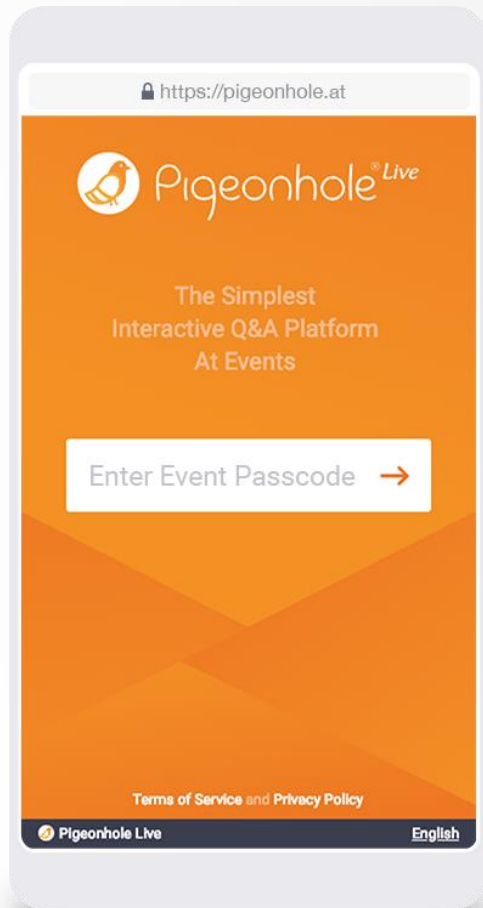 https://pigeonhole.at
Pigeonhole® Live
The Simplest
Interactive Q&A Platform
At Events
Enter Event Passcode →
Terms of Service and Privacy Policy
Pigeonhole Live
English